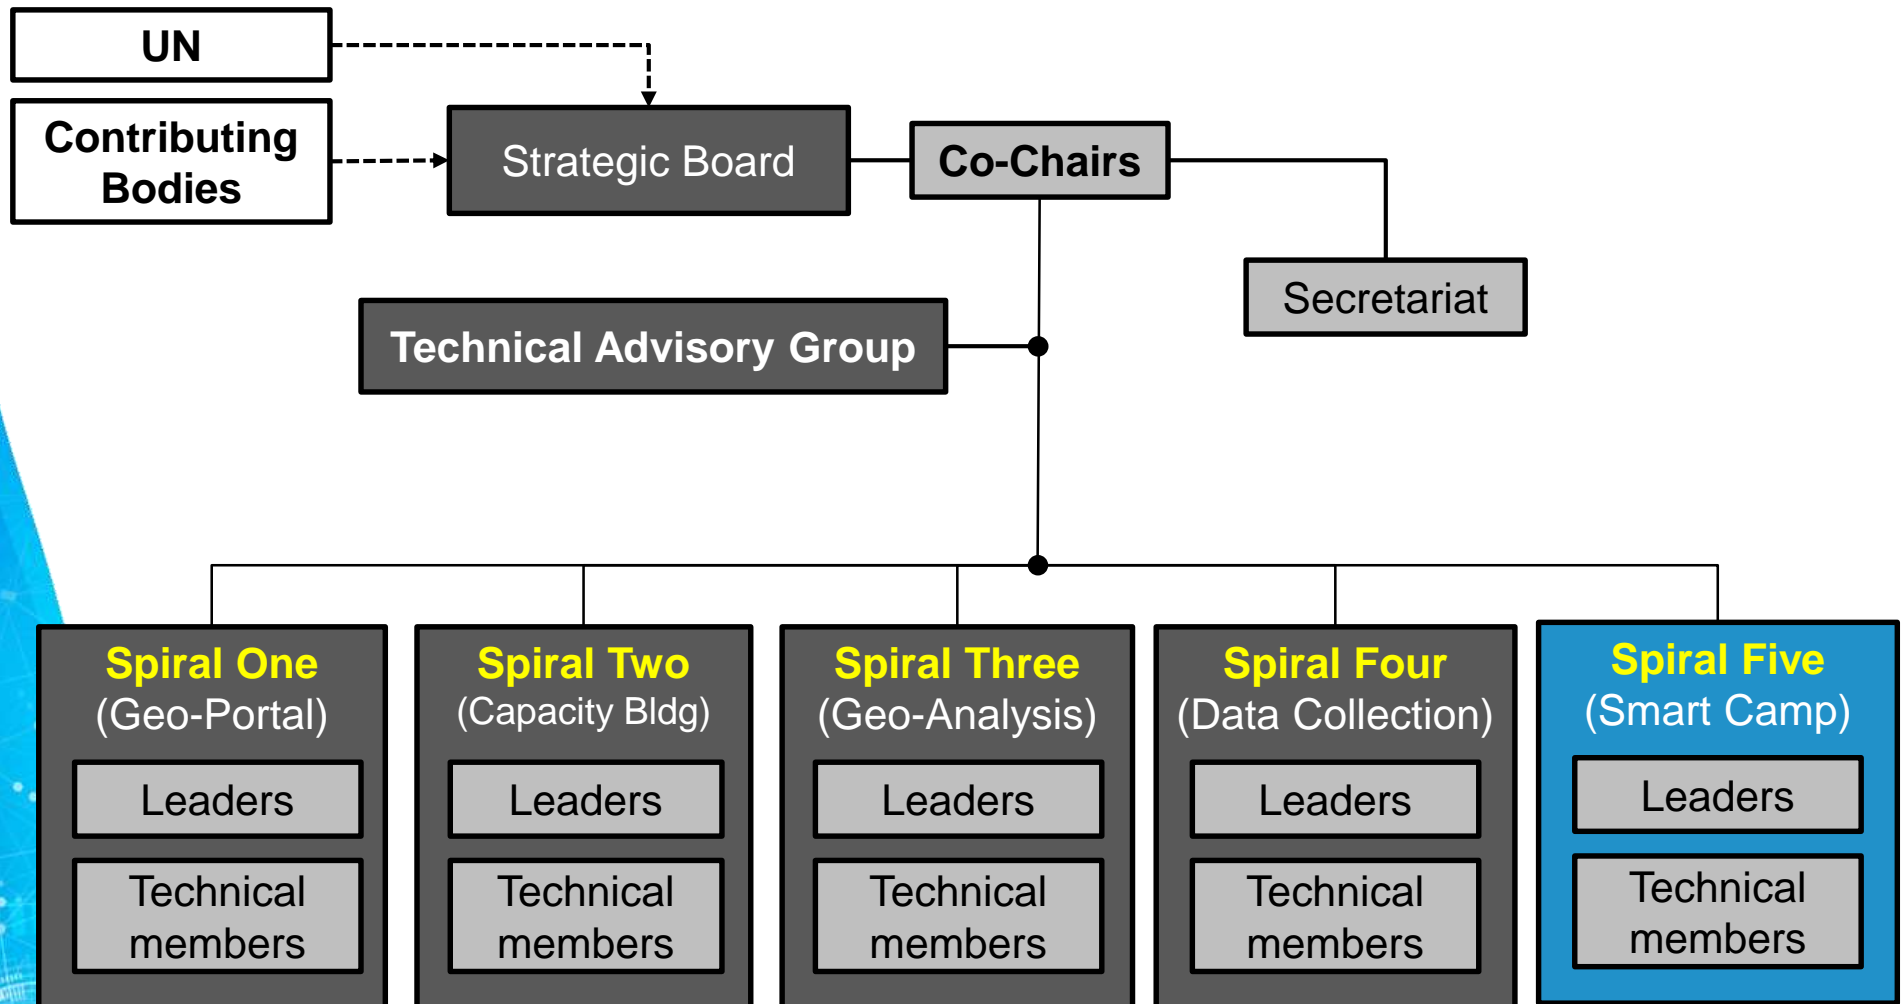 UN
Contributing
Bodies
Strategic Board
Co-Chairs
Secretariat
Technical Advisory Group
Spiral One
(Geo-Portal)
Leaders
Technical
members
Spiral Two
(Capacity Bldg)
Leaders
Technical
members
Spiral Three
(Geo-Analysis)
Leaders
Technical
members
Spiral Four
(Data Collection)
Leaders
Technical
members
Spiral Five
(Smart Camp)
Leaders
Technical
members